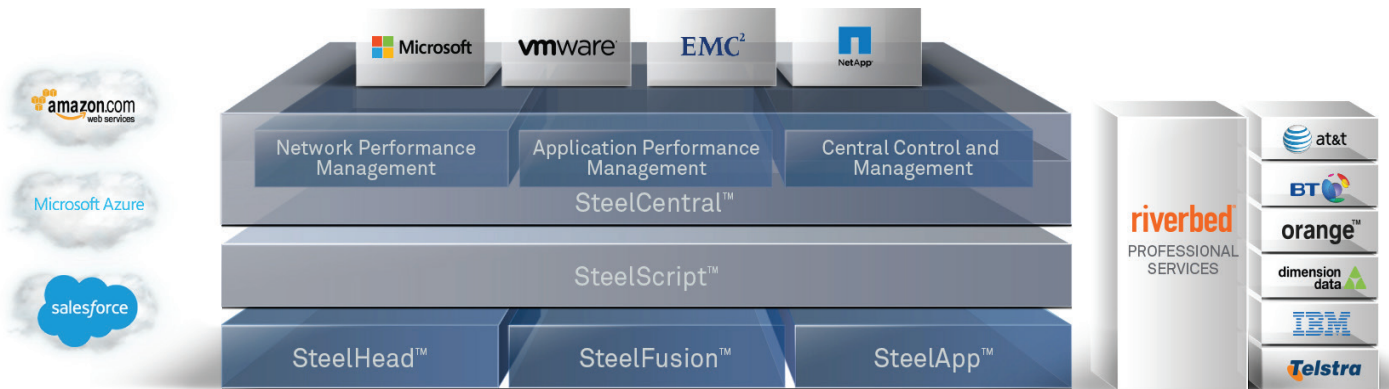 Microsoft
vmware
EMC²
NetApp
amazon.com
web services
Microsoft Azure
salesforce
Network Performance
Management
Application Performance
Management
Central Control and
Management
SteelCentral™
SteelScript™
SteelHead™
SteelFusion™
SteelApp™
riverbed
PROFESSIONAL
SERVICES
at&t
BT
orange™
dimension
data
IBM
Telstra